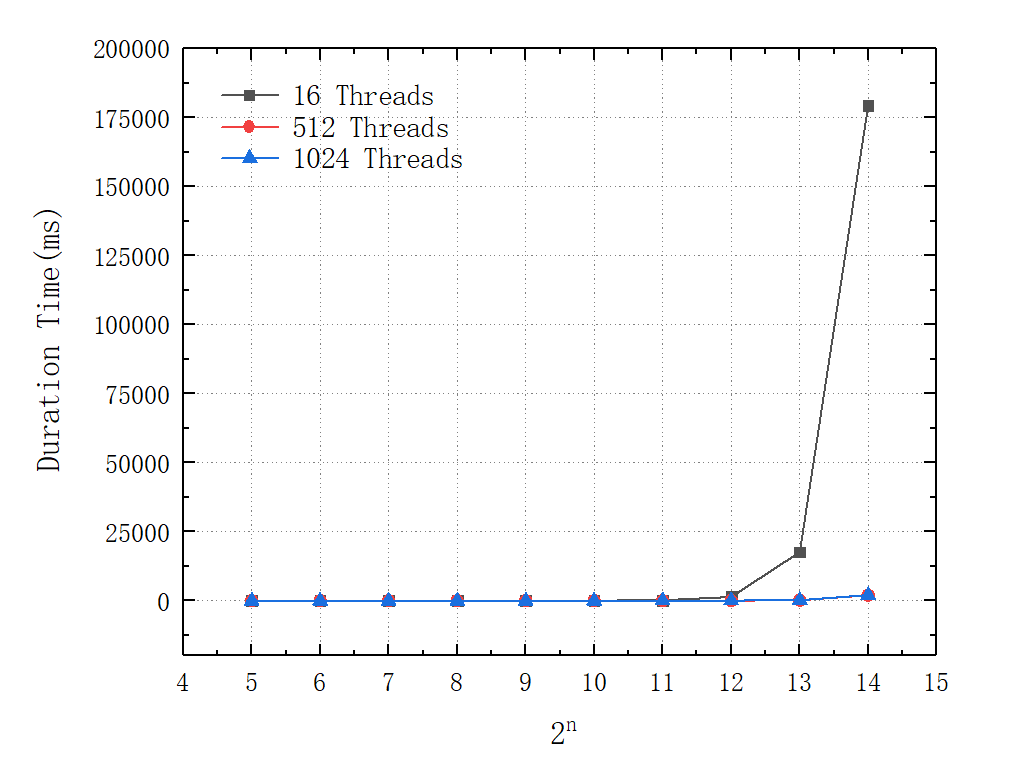 200000
175000
150000
125000
100000
75000
50000
25000
0
Duration Time(ms)
16 Threads
512 Threads
1024 Threads
4 5 6 7 8 9 10 11 12 13 14 15
2ⁿ